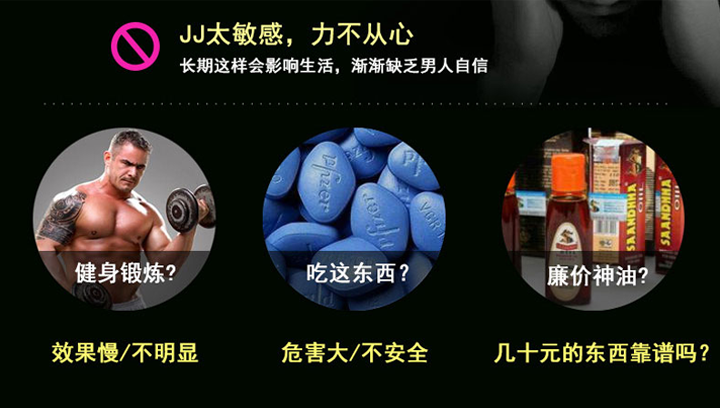 JJ太敏感，力不从心
长期这样会影响生活，渐渐缺乏男人自信
健身锻炼?
吃这东西?
廉价神油?
Pfizer
Pfizer
VGR
SAANDHHA
OIIL
SAANDHHA
OIIL
效果慢/不明显
危害大/不安全
几十元的东西靠谱吗?